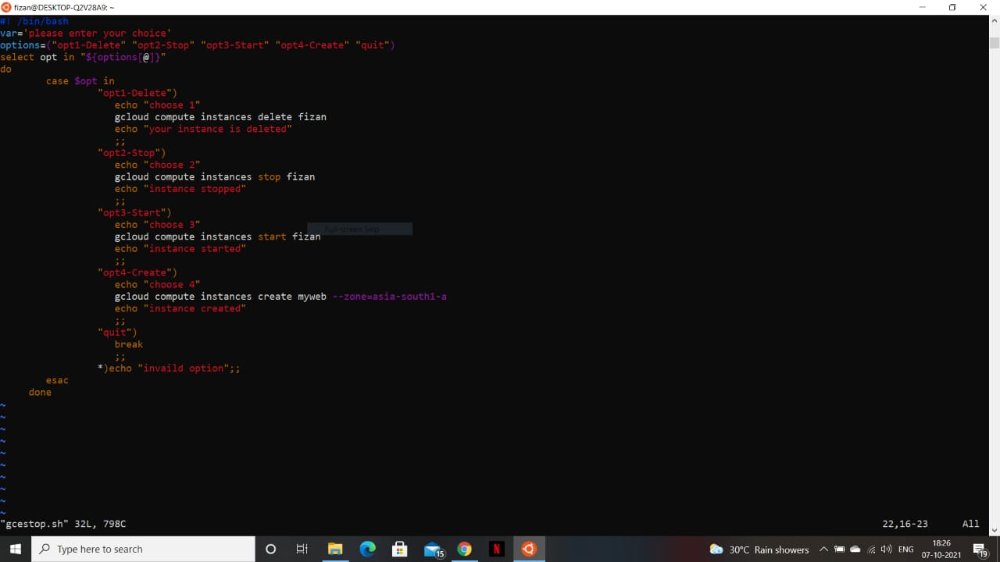 fizan@DESKTOP-Q2V28A9: ~
#! /bin/bash
var='please enter your choice'
options=("opt1-Delete" "opt2-Stop" "opt3-Start" "opt4-Create" "quit")
select opt in "${options[@]}"
do
case $opt in
"opt1-Delete")
echo "choose 1"
gcloud compute instances delete fizan
echo "your instance is deleted"
;;
"opt2-Stop")
echo "choose 2"
gcloud compute instances stop fizan
echo "instance stopped"
;;
"opt3-Start")
echo "choose 3"
Full-screen Snip
gcloud compute instances start fizan
echo "instance started"
;;
"opt4-Create")
echo "choose 4"
gcloud compute instances create myweb --zone=asia-south1-a
echo "instance created"
;;
"quit")
break
;;
*)echo "invaild option";;
esac
done
~
~
~
~
~
~
~
~
~
~
"gcestop.sh" 32L, 798C 22,16-23 All
Type here to search 15 N 30°C Rain showers ENG 18:26 19
07-10-2021